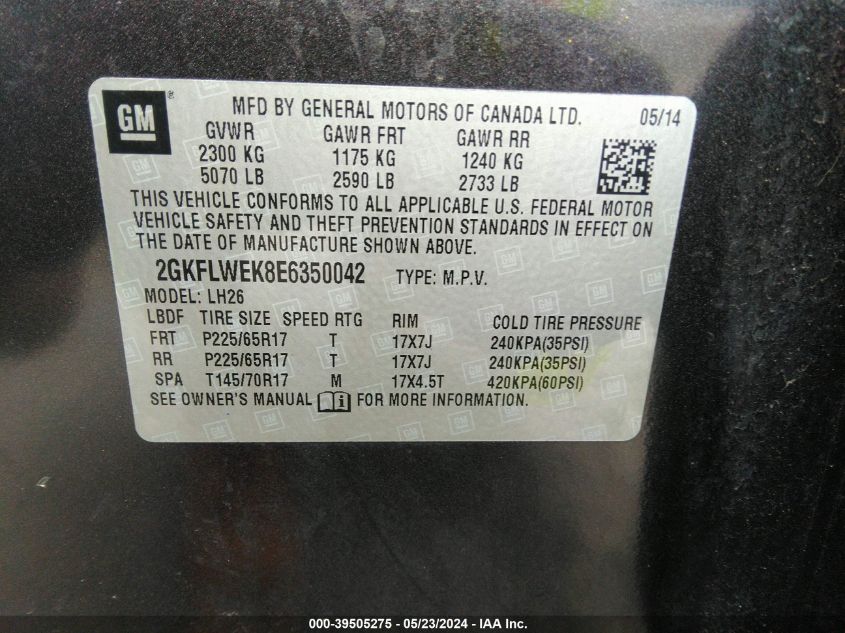 GM ®
MFD BY GENERAL MOTORS OF CANADA LTD. 05/14
GVWR GAWR FRT GAWR RR
2300 KG 1175 KG 1240 KG
5070 LB 2590 LB 2733 LB
THIS VEHICLE CONFORMS TO ALL APPLICABLE U.S. FEDERAL MOTOR
VEHICLE SAFETY AND THEFT PREVENTION STANDARDS IN EFFECT ON
THE DATE OF MANUFACTURE SHOWN ABOVE.
2GKFLWEK8E6350042 TYPE: M.P.V.
MODEL: LH26
LBDF TIRE SIZE SPEED RTG RIM COLD TIRE PRESSURE
FRT P225/65R17 T 17X7J 240KPA(35PSI)
RR P225/65R17 T 17X7J 240KPA(35PSI)
SPA T145/70R17 M 17X4.5T 420KPA(60PSI)
SEE OWNER'S MANUAL i FOR MORE INFORMATION.
000-39505275 - 05/23/2024 - IAA Inc.